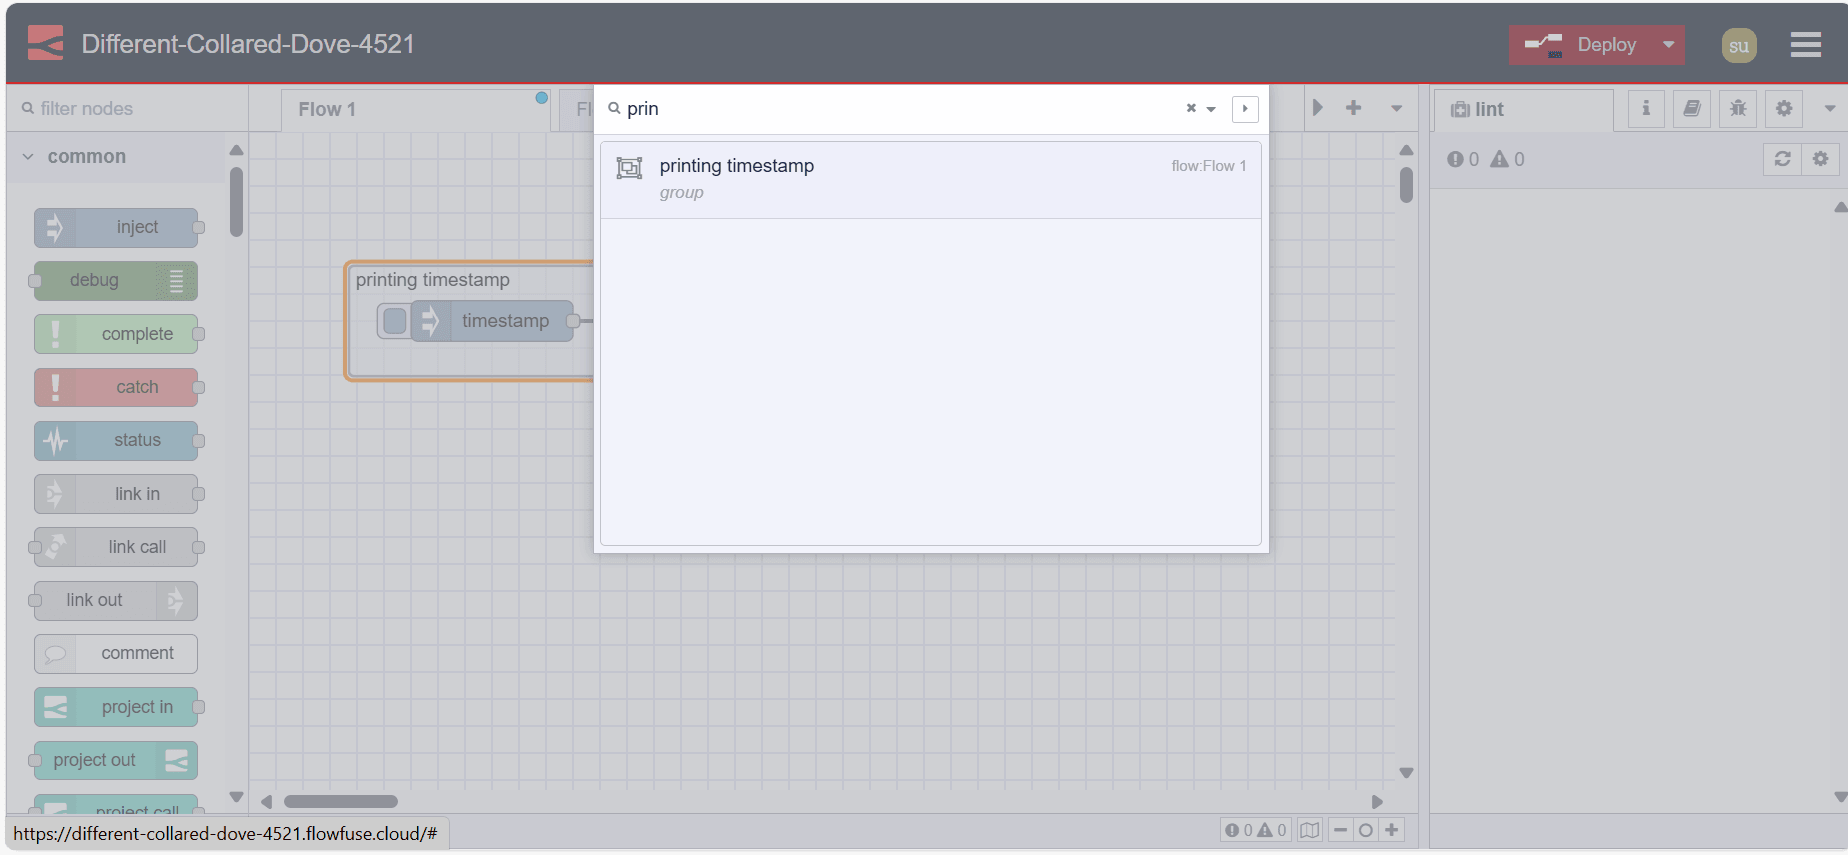 Different-Collared-Dove-4521
Deploy
su
filter nodes
Flow 1
Fl
prin
lint
common
printing timestamp
flow:Flow 1
group
0 0
inject
debug
complete
catch
status
link in
link call
link out
comment
project in
project out
project call
printing timestamp
timestamp
https://different-collared-dove-4521.flowfuse.cloud/#
0 0